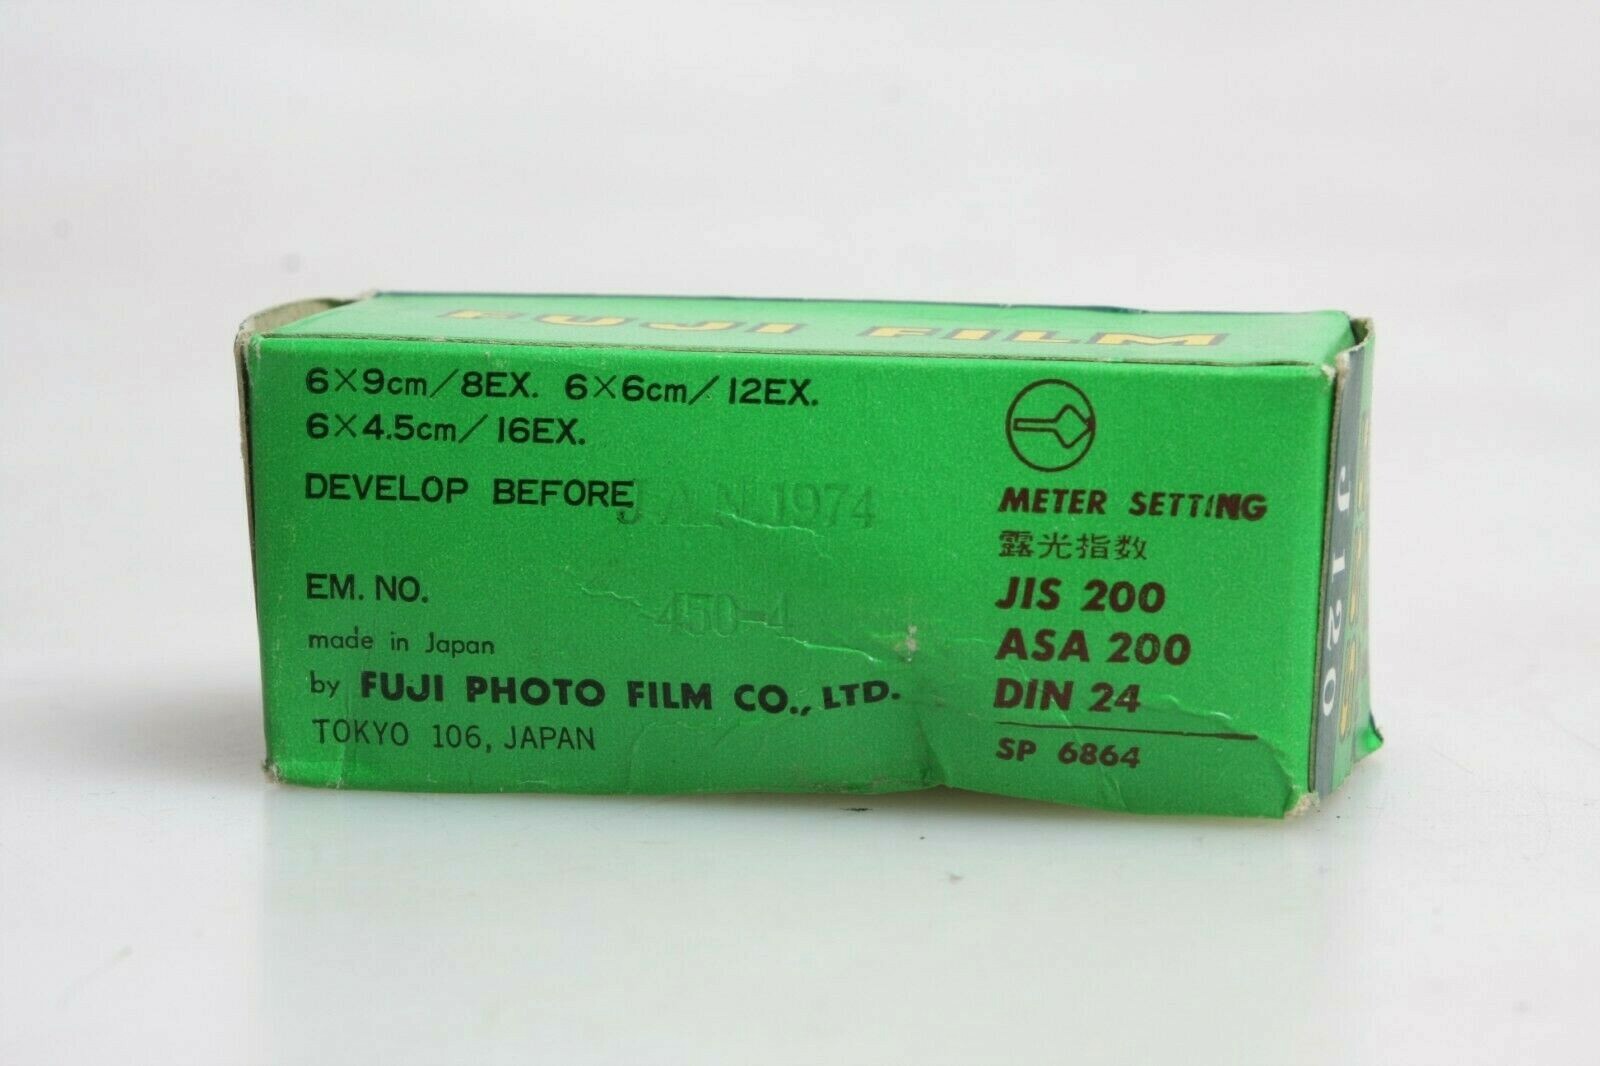 FUJI FILM
6×9cm/8EX. 6×6cm/12EX.
6×4.5cm/16EX.
DEVELOP BEFORE JAN 1974
EM. NO. 450-4
made in Japan
by FUJI PHOTO FILM CO., LTD.
TOKYO 106, JAPAN
METER SETTING
露光指数
JIS 200
ASA 200
DIN 24
SP 6864
120